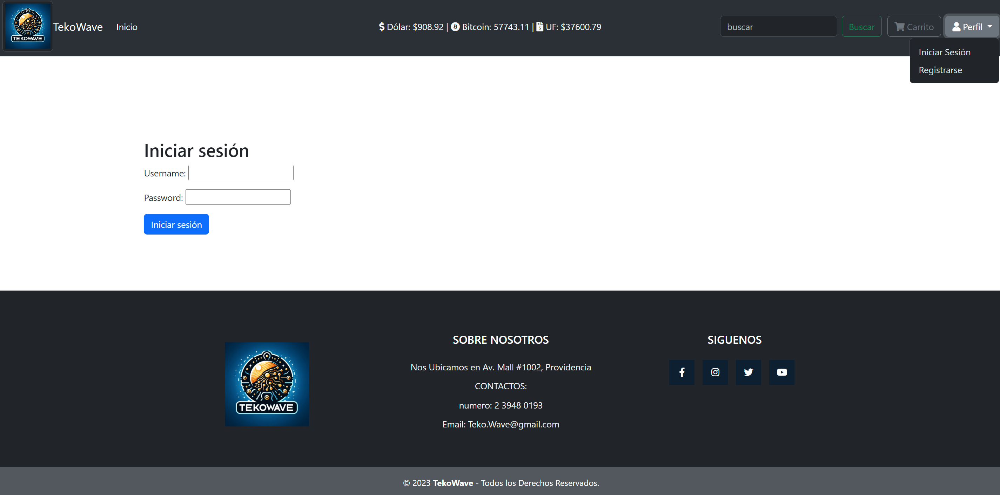 TEKOWAVE
TekoWave Inicio
Dólar: $908.92 | Bitcoin: 57743.11 | UF: $37600.79
buscar Buscar Carrito Perfil
Iniciar Sesión
Registrarse
Iniciar sesión
Username:
Password:
Iniciar sesión
TEKOWAVE
SOBRE NOSOTROS
Nos Ubicamos en Av. Mall #1002, Providencia
CONTACTOS:
numero: 2 3948 0193
Email: Teko.Wave@gmail.com
SIGUENOS
© 2023 TekoWave - Todos los Derechos Reservados.